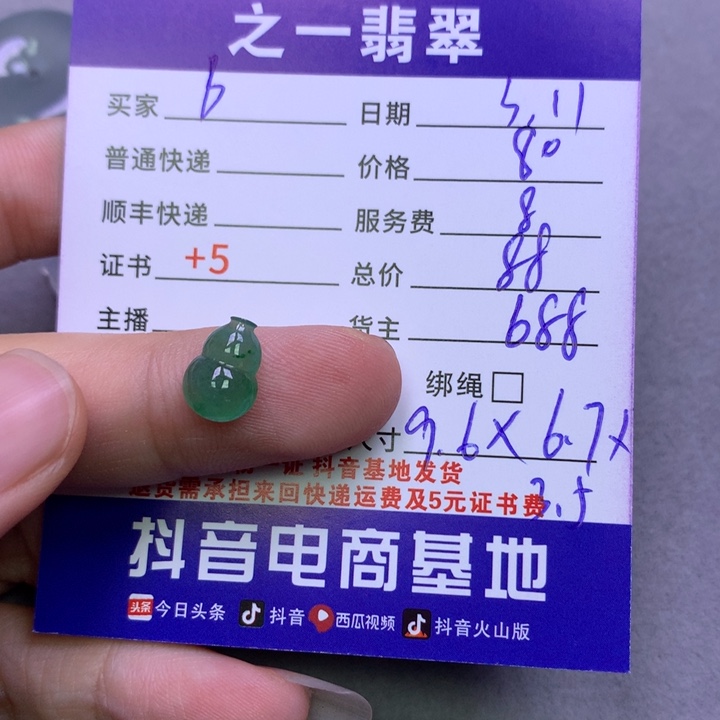 之一翡翠
买家 6 日期 5.11
普通快递 价格 80
顺丰快递 服务费 8
证书 +5 总价 88
主播 货主 688
绑绳
尺寸 9.6X6.7X
证 抖音基地发货
3.5
退货需承担来回快递运费及5元证书费
抖音电商基地
头条 今日头条 抖音 西瓜视频 抖音火山版